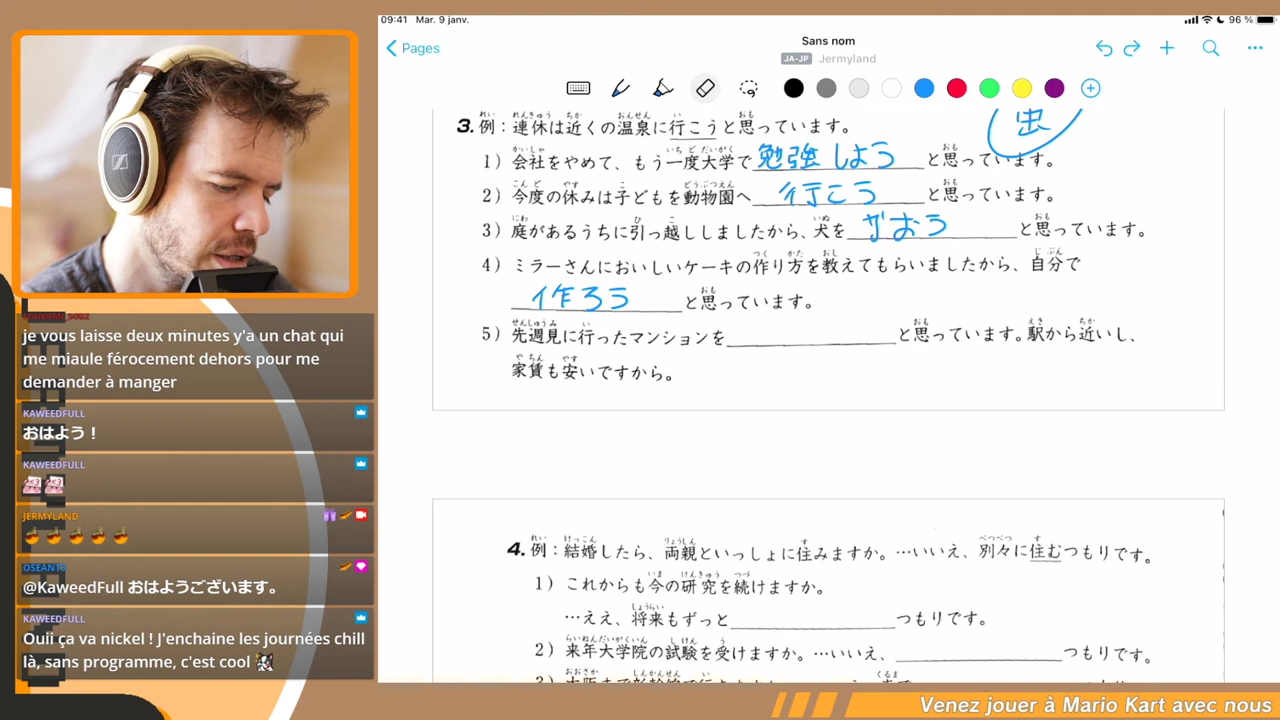 09:41 Mar. 9 janv.
96 %
Pages
Sans nom
JA-JP Jermyland
3. 例：連休は近くの温泉に行こうと思っています。
1) 会社をやめて、もう一度大学で勉強しようと思っています。
2) 今度の休みは子どもを動物園へ行こうと思っています。
3) 庭があるうちに引っ越ししましたから、犬を おう と思っています。
4) ミラーさんにおいしいケーキの作り方を教えてもらいましたから、自分で
作ろうと思っています。
5) 先週見に行ったマンションを と思っています。駅から近いし、
家賃も安いですから。
4. 例：結婚したら、両親といっしょに住みますか。…いいえ、別々に住むつもりです。
1) これからも今の研究を続けますか。
…ええ、将来もずっと つもりです。
2) 来年大学院の試験を受けますか。…いいえ、 つもりです。
je vous laisse deux minutes y'a un chat qui
me miaule férocement dehors pour me
demander à manger
KAWEEDFULL
おはよう！
KAWEEDFULL
JERMYLAND
OSEANTS
@KaweedFull おはようございます。
KAWEEDFULL
Ouii ça va nickel ! J'enchaine les journées chill
là, sans programme, c'est cool
Venez jouer à Mario Kart avec nous